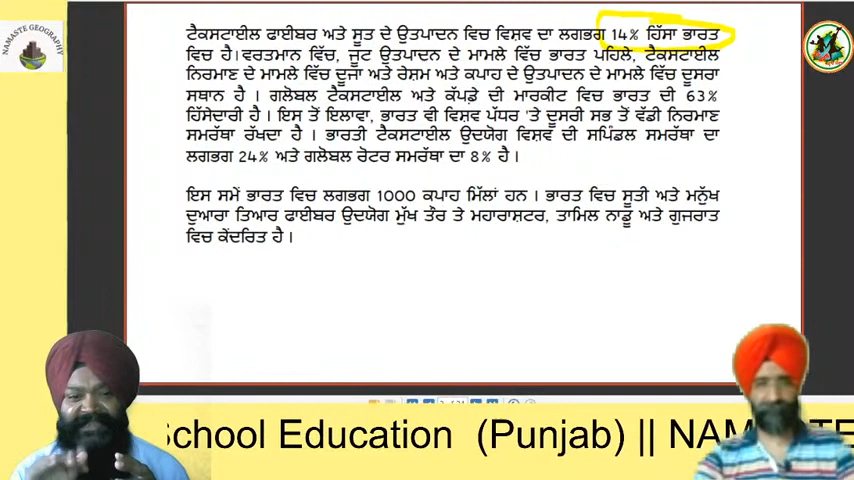 NAMASTE GEOGRAPHY
ਟੈਕਸਟਾਈਲ ਫਾਈਬਰ ਅਤੇ ਸੂਤ ਦੇ ਉਤਪਾਦਨ ਵਿਚ ਵਿਸ਼ਵ ਦਾ ਲਗਭਗ 14% ਹਿੱਸਾ ਭਾਰਤ
ਵਿਚ ਹੈ।ਵਰਤਮਾਨ ਵਿੱਚ, ਜੂਟ ਉਤਪਾਦਨ ਦੇ ਮਾਮਲੇ ਵਿੱਚ ਭਾਰਤ ਪਹਿਲੇ, ਟੈਕਸਟਾਈਲ
ਨਿਰਮਾਣ ਦੇ ਮਾਮਲੇ ਵਿੱਚ ਦੂਜਾ ਅਤੇ ਰੇਸ਼ਮ ਅਤੇ ਕਪਾਹ ਦੇ ਉਤਪਾਦਨ ਦੇ ਮਾਮਲੇ ਵਿੱਚ ਦੂਸਰਾ
ਸਥਾਨ ਹੈ । ਗਲੋਬਲ ਟੈਕਸਟਾਈਲ ਅਤੇ ਕੱਪੜੇ ਦੀ ਮਾਰਕੀਟ ਵਿਚ ਭਾਰਤ ਦੀ 63%
ਹਿੱਸੇਦਾਰੀ ਹੈ । ਇਸ ਤੋਂ ਇਲਾਵਾ, ਭਾਰਤ ਵੀ ਵਿਸ਼ਵ ਪੱਧਰ 'ਤੇ ਦੂਸਰੀ ਸਭ ਤੋਂ ਵੱਡੀ ਨਿਰਮਾਣ
ਸਮਰੱਥਾ ਰੱਖਦਾ ਹੈ । ਭਾਰਤੀ ਟੈਕਸਟਾਈਲ ਉਦਯੋਗ ਵਿਸ਼ਵ ਦੀ ਸਪਿੰਡਲ ਸਮਰੱਥਾ ਦਾ
ਲਗਭਗ 24% ਅਤੇ ਗਲੋਬਲ ਰੋਟਰ ਸਮਰੱਥਾ ਦਾ 8% ਹੈ ।
ਇਸ ਸਮੇਂ ਭਾਰਤ ਵਿਚ ਲਗਭਗ 1000 ਕਪਾਹ ਮਿੱਲਾਂ ਹਨ । ਭਾਰਤ ਵਿਚ ਸੂਤੀ ਅਤੇ ਮਨੁੱਖ
ਦੁਆਰਾ ਤਿਆਰ ਫਾਈਬਰ ਉਦਯੋਗ ਮੁੱਖ ਤੌਰ ਤੇ ਮਹਾਰਾਸ਼ਟਰ, ਤਾਮਿਲ ਨਾਡੂ ਅਤੇ ਗੁਜਰਾਤ
ਵਿਚ ਕੇਂਦਰਿਤ ਹੈ ।
School Education (Punjab) || NAMASTE